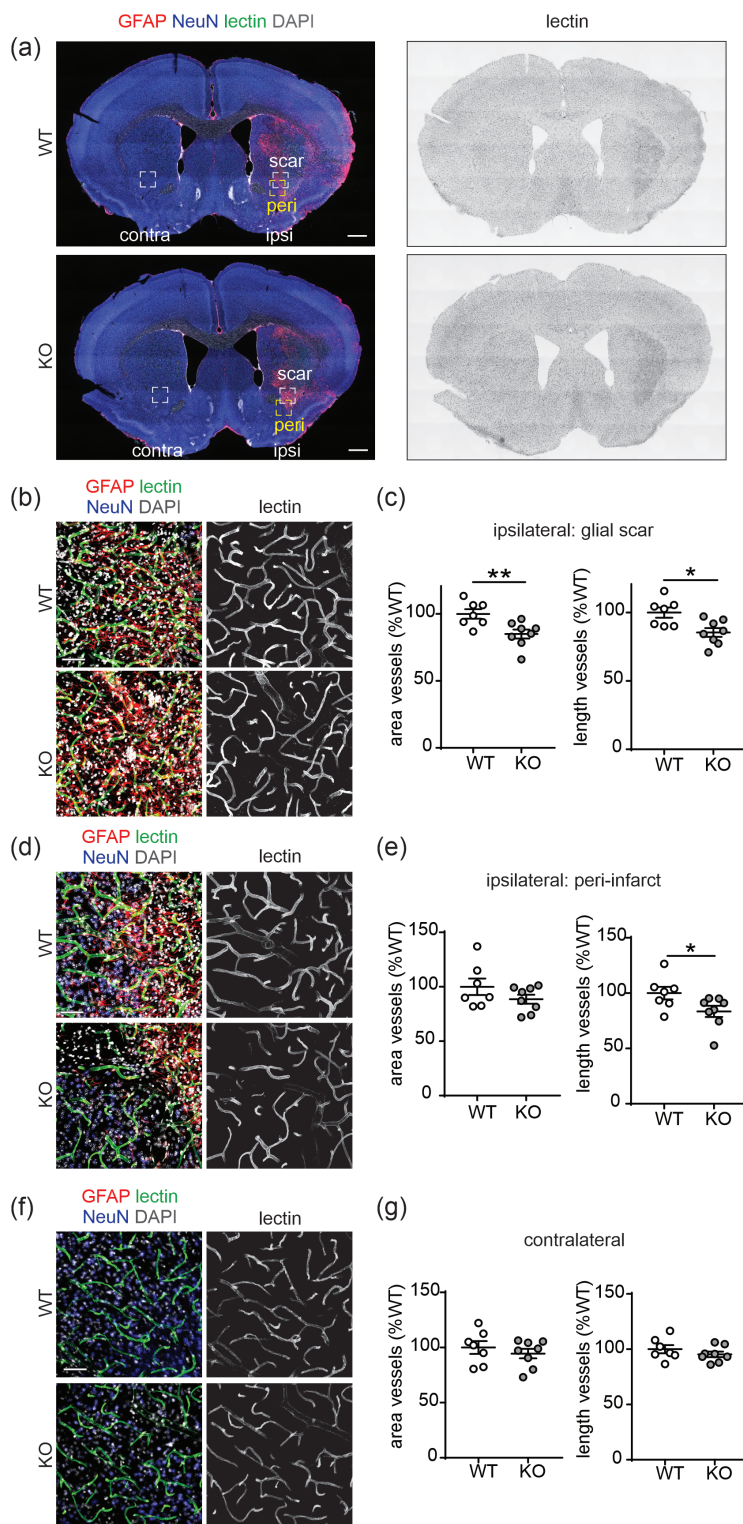 GFAP NeuN lectin DAPI
lectin
(a)
WT
scar
peri
contra
ipsi
KO
scar
peri
contra
ipsi
(b)
GFAP lectin
NeuN DAPI
lectin
WT
KO
(c)
ipsilateral: glial scar
area vessels (%WT)
100
50
0
**
WT
KO
length vessels (%WT)
100
50
0
*
WT
KO
(d)
GFAP lectin
NeuN DAPI
lectin
WT
KO
(e)
ipsilateral: peri-infarct
area vessels (%WT)
150
100
50
0
WT
KO
length vessels (%WT)
150
100
50
0
*
WT
KO
(f)
GFAP lectin
NeuN DAPI
lectin
WT
KO
(g)
contralateral
area vessels (%WT)
150
100
50
0
WT
KO
length vessels (%WT)
150
100
50
0
WT
KO